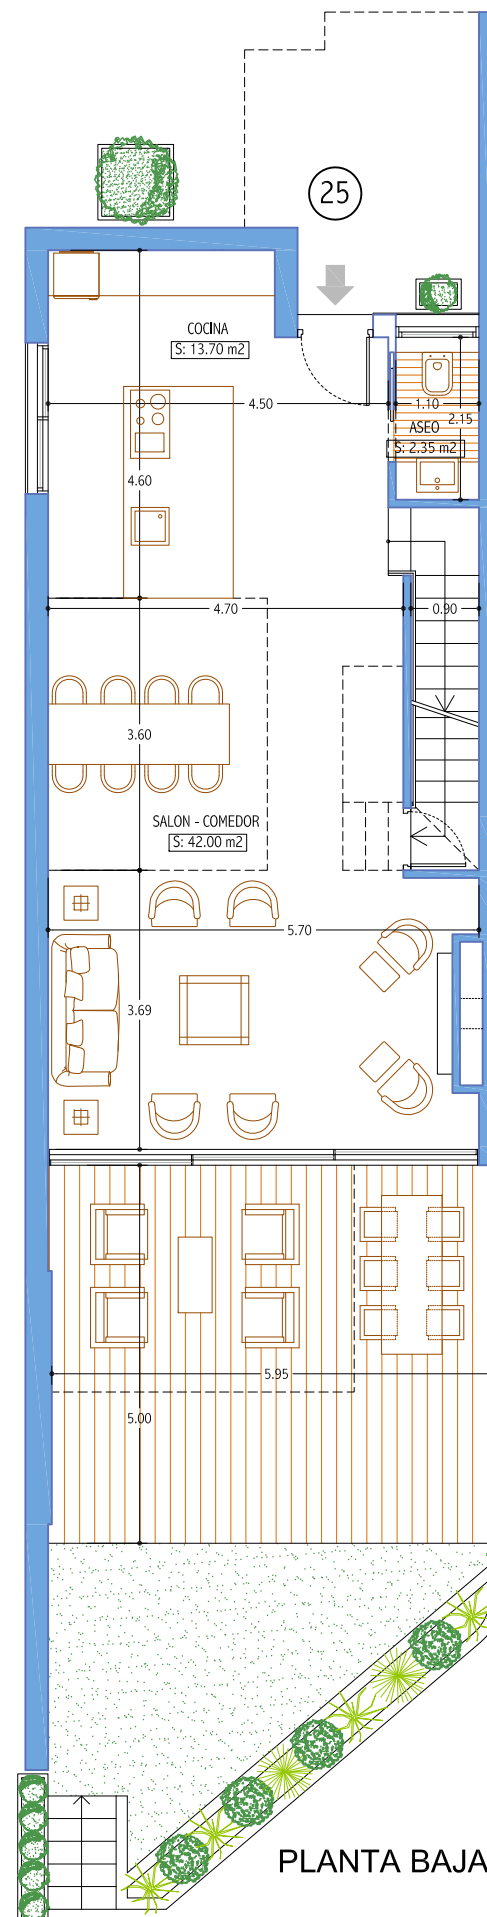 25
COCINA
S: 13.70 m2
4.50
1.10
2.15
ASEO
S: 2.35 m2
4.60
4.70
0.90
3.60
SALON - COMEDOR
S: 42.00 m2
5.70
3.69
5.95
5.00
PLANTA BAJA